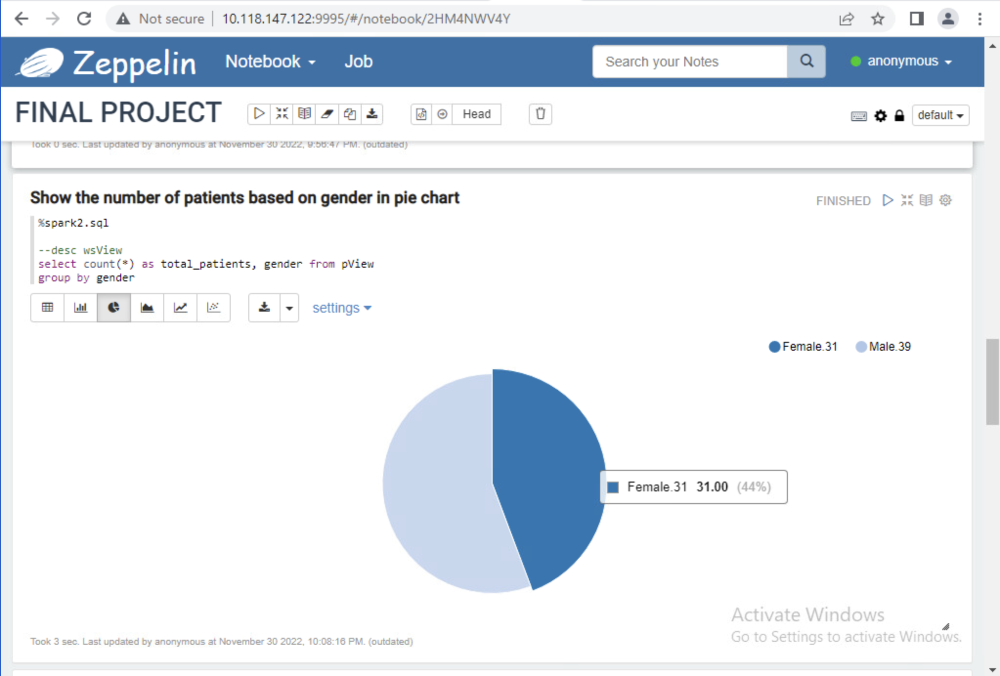 Not secure 10.118.147.122:9995/#/notebook/2HM4NWV4Y
Zeppelin Notebook Job Search your Notes anonymous
FINAL PROJECT Head default
Took 0 sec. Last updated by anonymous at November 30 2022, 9:56:47 PM. (outdated)
Show the number of patients based on gender in pie chart
FINISHED
%spark2.sql
--desc wsView
select count(*) as total_patients, gender from pView
group by gender
settings
Female.31 Male.39
Female.31 31.00 (44%)
Activate Windows
Go to Settings to activate Windows.
Took 3 sec. Last updated by anonymous at November 30 2022, 10:08:16 PM. (outdated)